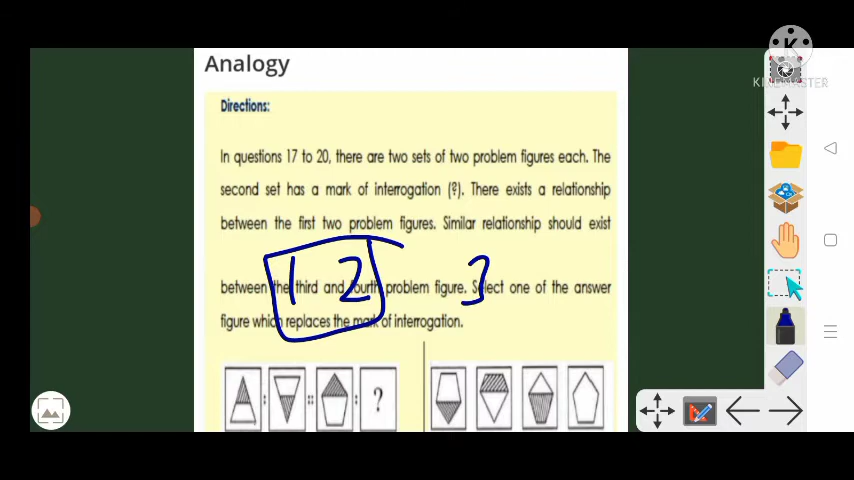 Analogy
K
KINEMASTER
Directions:
In questions 17 to 20, there are two sets of two problem figures each. The
second set has a mark of interrogation (?). There exists a relationship
between the first two problem figures. Similar relationship should exist
1 2 3
between the third and fourth problem figure. Select one of the answer
figure which replaces the mark of interrogation.
: :: : ?